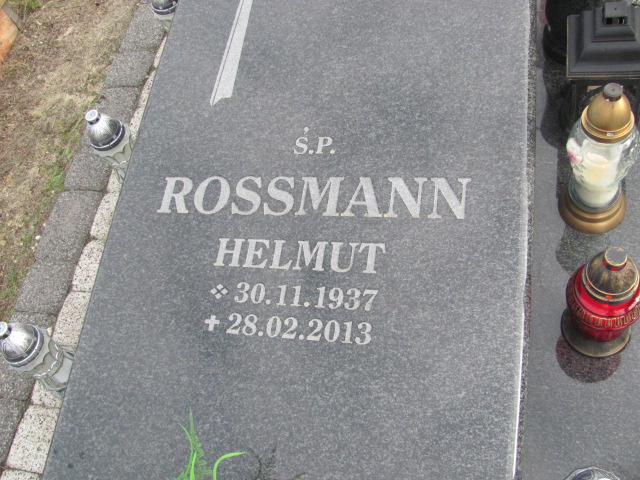 Ś.P.
ROSSMANN
HELMUT
❖ 30.11.1937
✝ 28.02.2013